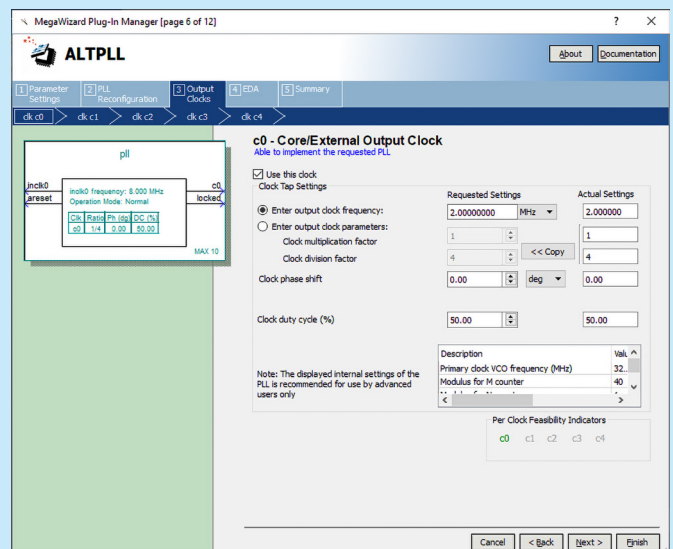 MegaWizard Plug-In Manager [page 6 of 12]
? ×
ALTPLL
About Documentation
1 Parameter Settings
2 PLL Reconfiguration
3 Output Clocks
4 EDA
5 Summary
clk c0 clk c1 clk c2 clk c3 clk c4
pll
inclk0
areset
inclk0 frequency: 8.000 MHz
Operation Mode: Normal
Clk Ratio Ph (dg) DC (%)
c0 1/4 0.00 50.00
c0
locked
MAX 10
c0 - Core/External Output Clock
Able to implement the requested PLL
Use this clock
Clock Tap Settings
Requested Settings Actual Settings
Enter output clock frequency: 2.00000000 MHz 2.000000
Enter output clock parameters:
Clock multiplication factor 1 1
<< Copy
Clock division factor 4 4
Clock phase shift 0.00 deg 0.00
Clock duty cycle (%) 50.00 50.00
Note: The displayed internal settings of the
PLL is recommended for use by advanced
users only
Description
Primary clock VCO frequency (MHz) 32...
Modulus for M counter 40
Per Clock Feasibility Indicators
c0 c1 c2 c3 c4
Cancel < Back Next > Finish